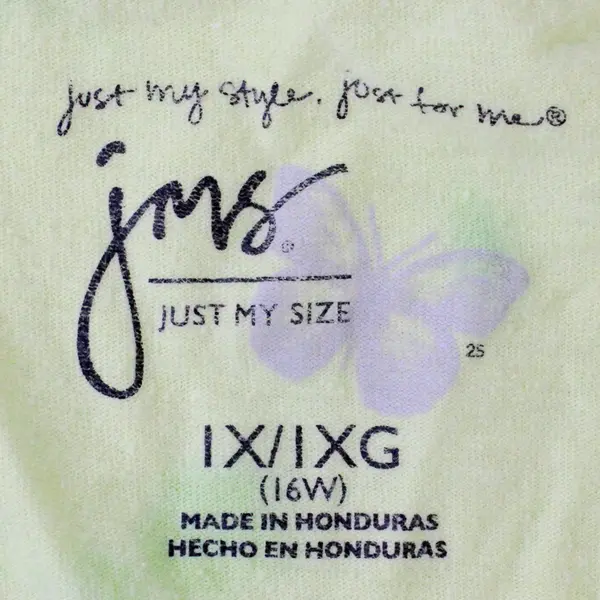 just my style. just for me®
jms®
JUST MY SIZE
25
1X/1XG
(16W)
MADE IN HONDURAS
HECHO EN HONDURAS